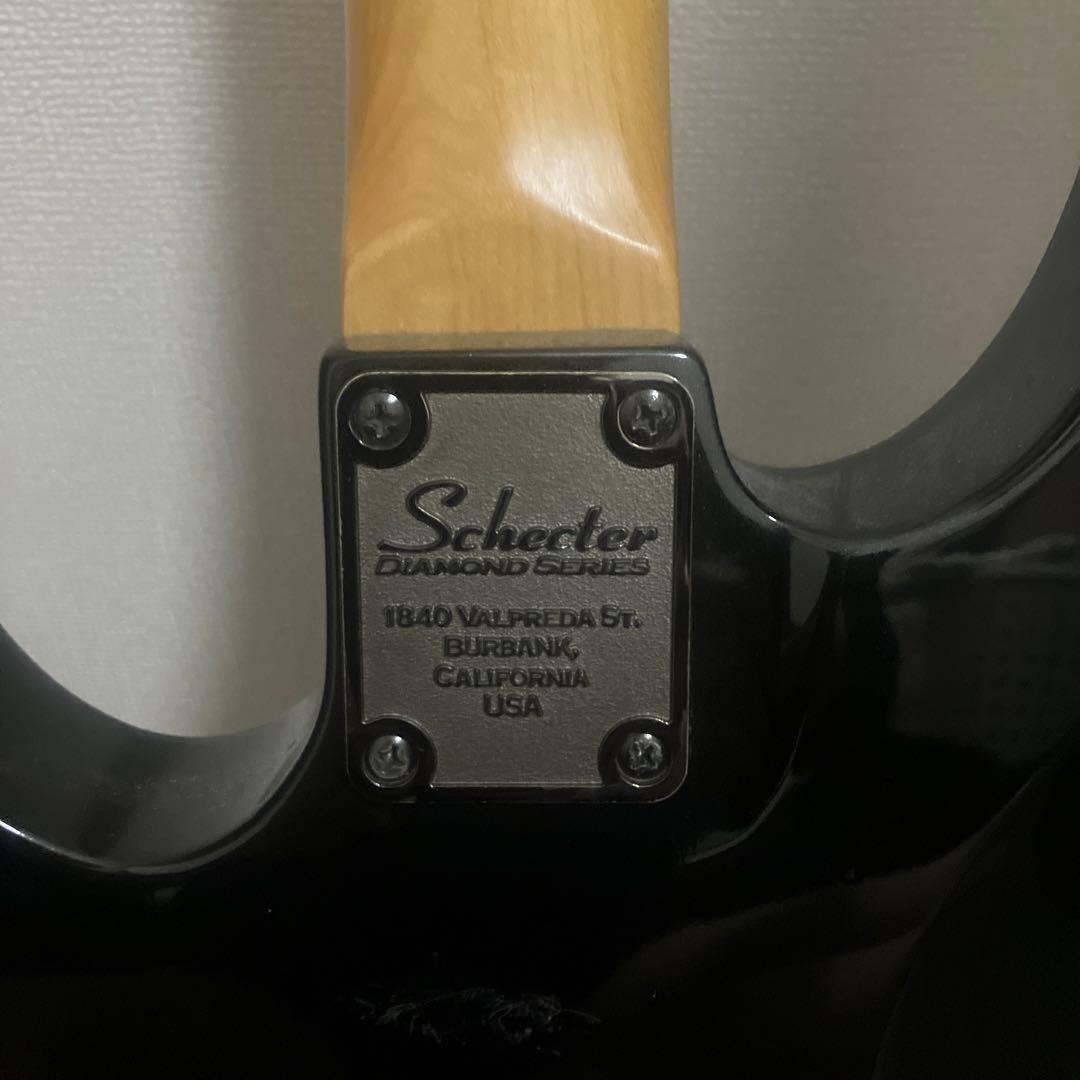 Schecter
DIAMOND SERIES
1840 VALPREDA ST.
BURBANK,
CALIFORNIA
USA